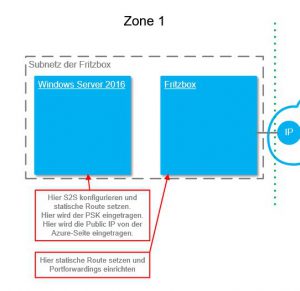 Zone 1
Subnetz der Fritzbox
Windows Server 2016
Fritzbox
IP
Hier S2S konfigurieren und
statische Route setzen.
Hier wird der PSK eingetragen.
Hier wird die Public IP von der
Azure-Seite eingetragen.
Hier statische Route setzen und
Portforwardings einrichten